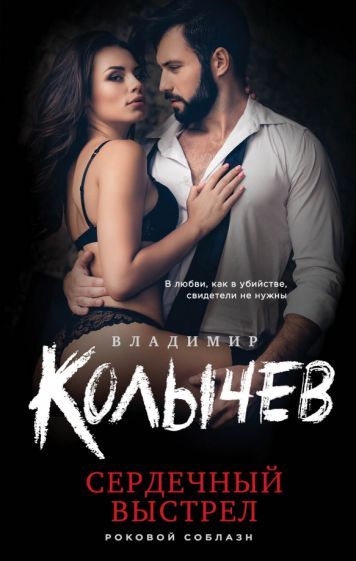 В любви, как в убийстве,
свидетели не нужны
ВЛАДИМИР
КОЛЫЧЕВ
СЕРДЕЧНЫЙ
ВЫСТРЕЛ
РОКОВОЙ СОБЛАЗН